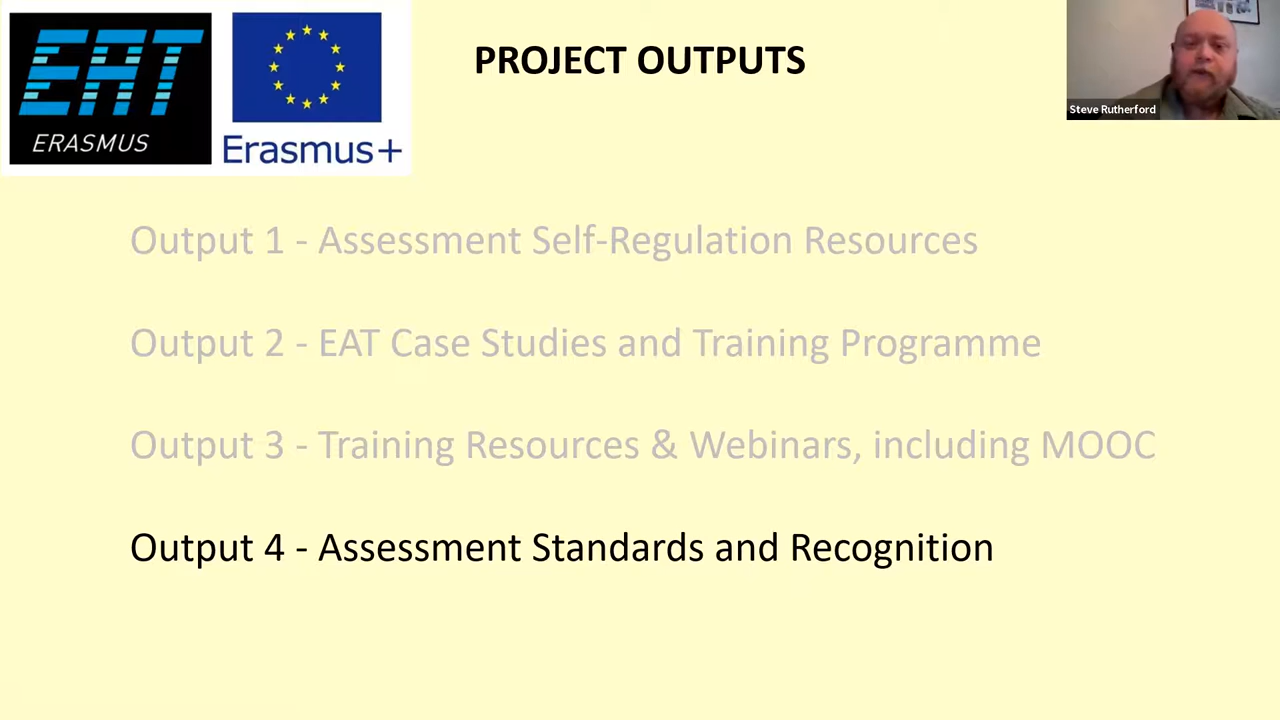 EAT
ERASMUS
Erasmus+
PROJECT OUTPUTS
Steve Rutherford
Output 1 - Assessment Self-Regulation Resources
Output 2 - EAT Case Studies and Training Programme
Output 3 - Training Resources & Webinars, including MOOC
Output 4 - Assessment Standards and Recognition